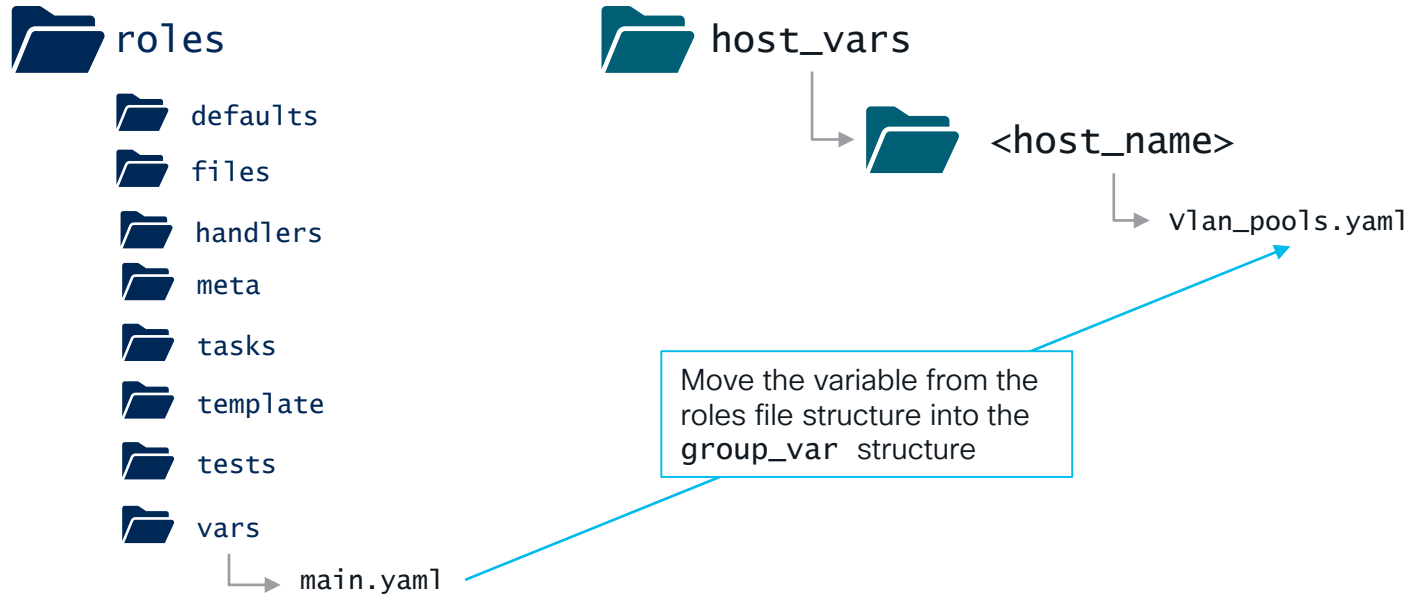 roles
defaults
files
handlers
meta
tasks
template
tests
vars
main.yaml
host_vars
<host_name>
Vlan_pools.yaml
Move the variable from the
roles file structure into the
group_var structure